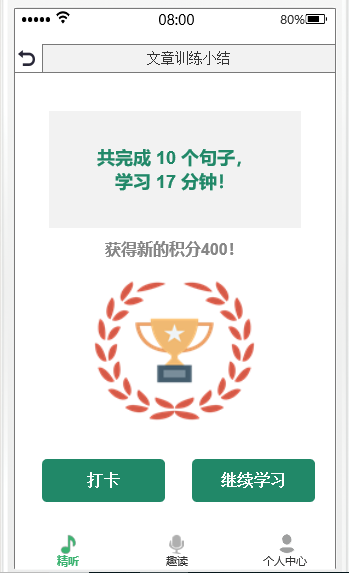 08:00
80%
文章训练小结
共完成 10 个句子，
学习 17 分钟！
获得新的积分400！
打卡
继续学习
精听
趣读
个人中心